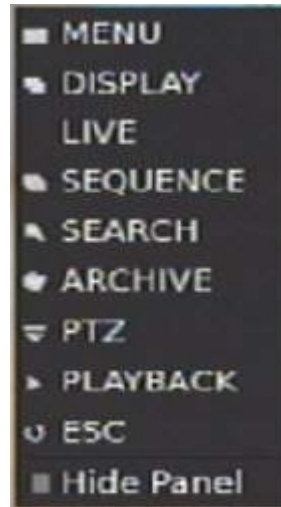 MENU
DISPLAY
LIVE
SEQUENCE
SEARCH
ARCHIVE
PTZ
PLAYBACK
ESC
Hide Panel